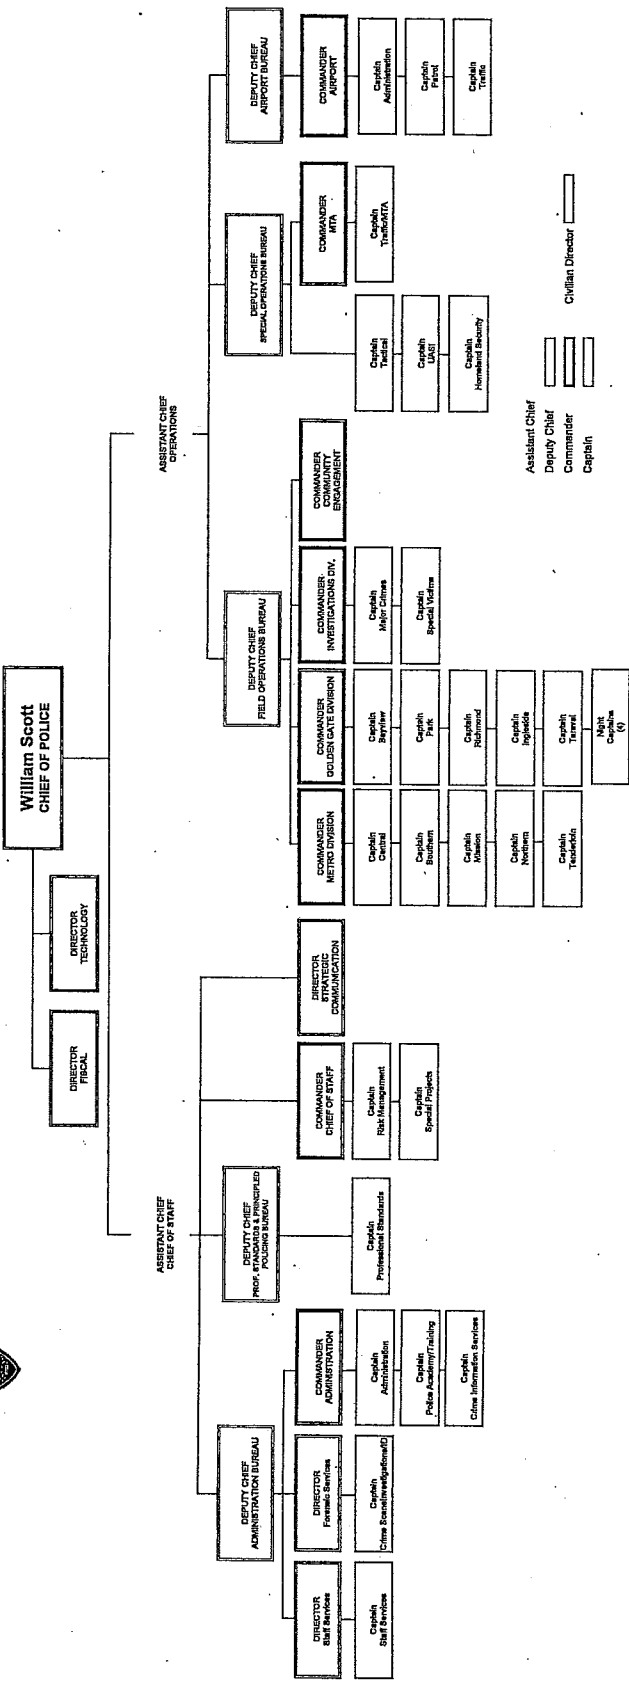 William Scott
CHIEF OF POLICE
DIRECTOR
FISCAL
DIRECTOR
TECHNOLOGY
ASSISTANT CHIEF
CHIEF OF STAFF
ASSISTANT CHIEF
OPERATIONS
DEPUTY CHIEF
ADMINISTRATION BUREAU
DEPUTY CHIEF
PROF. STANDARDS & PRINCIPLED
POLICING BUREAU
DEPUTY CHIEF
FIELD OPERATIONS BUREAU
DEPUTY CHIEF
SPECIAL OPERATIONS BUREAU
DEPUTY CHIEF
AIRPORT BUREAU
DIRECTOR
Staff Services
Captain
Staff Services
DIRECTOR
Forensic Services
Captain
Crime SceneInvestigations/ID
COMMANDER
ADMINISTRATION
Captain
Administration
Captain
Police Academy/Training
Captain
Crime Information Services
Captain
Professional Standards
COMMANDER
CHIEF OF STAFF
Captain
Risk Management
Captain
Special Projects
DIRECTOR
STRATEGIC
COMMUNICATION
COMMANDER
METRO DIVISION
Captain
Central
Captain
Southern
Captain
Mission
Captain
Northern
Captain
Tenderloin
COMMANDER
GOLDEN GATE DIVISION
Captain
Bayview
Captain
Park
Captain
Richmond
Captain
Ingleside
Captain
Taraval
Night
Captains
(4)
COMMANDER
INVESTIGATIONS DIV.
Captain
Major Crimes
Captain
Special Victims
COMMANDER
COMMUNITY
ENGAGEMENT
Captain
Tactical
Captain
UASI
Captain
Homeland Security
COMMANDER
MTA
Captain
Traffic/MTA
COMMANDER
AIRPORT
Captain
Administration
Captain
Patrol
Captain
Traffic
Assistant Chief
Deputy Chief
Commander
Captain
Civilian Director